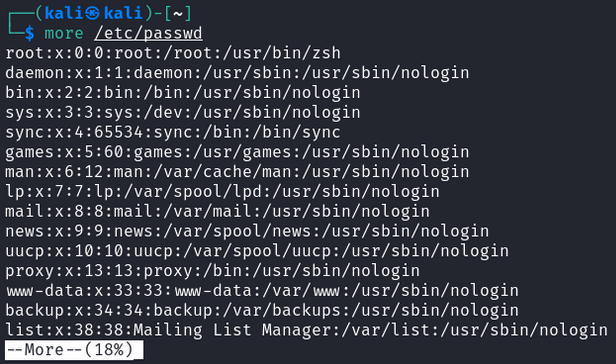 ┌──(kali㉿kali)-[~]
└─$ more /etc/passwd
root:x:0:0:root:/root:/usr/bin/zsh
daemon:x:1:1:daemon:/usr/sbin:/usr/sbin/nologin
bin:x:2:2:bin:/bin:/usr/sbin/nologin
sys:x:3:3:sys:/dev:/usr/sbin/nologin
sync:x:4:65534:sync:/bin:/bin/sync
games:x:5:60:games:/usr/games:/usr/sbin/nologin
man:x:6:12:man:/var/cache/man:/usr/sbin/nologin
lp:x:7:7:lp:/var/spool/lpd:/usr/sbin/nologin
mail:x:8:8:mail:/var/mail:/usr/sbin/nologin
news:x:9:9:news:/var/spool/news:/usr/sbin/nologin
uucp:x:10:10:uucp:/var/spool/uucp:/usr/sbin/nologin
proxy:x:13:13:proxy:/bin:/usr/sbin/nologin
www-data:x:33:33:www-data:/var/www:/usr/sbin/nologin
backup:x:34:34:backup:/var/backups:/usr/sbin/nologin
list:x:38:38:Mailing List Manager:/var/list:/usr/sbin/nologin
--More--(18%)